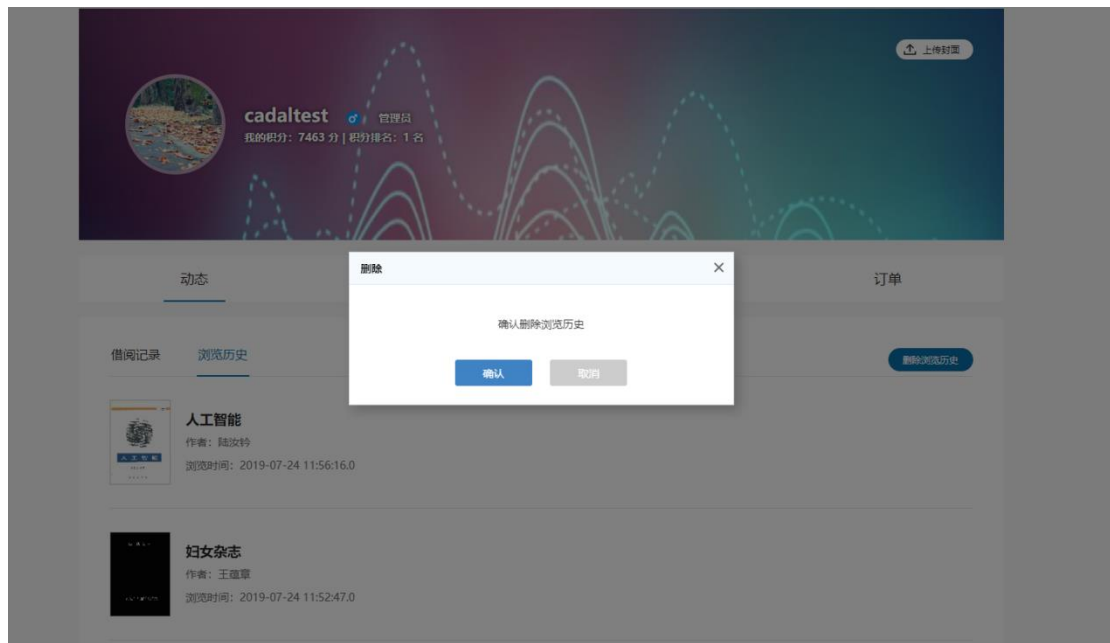 上传封面
cadaltest 管理员
我的积分：7463 分 | 积分排名：1 名
动态
订单
删除
确认删除浏览历史
确认
取消
借阅记录
浏览历史
删除浏览历史
人工智能
作者：陆汝钤
浏览时间：2019-07-24 11:56:16.0
人 工 智 能
妇女杂志
作者：王蕴章
浏览时间：2019-07-24 11:52:47.0